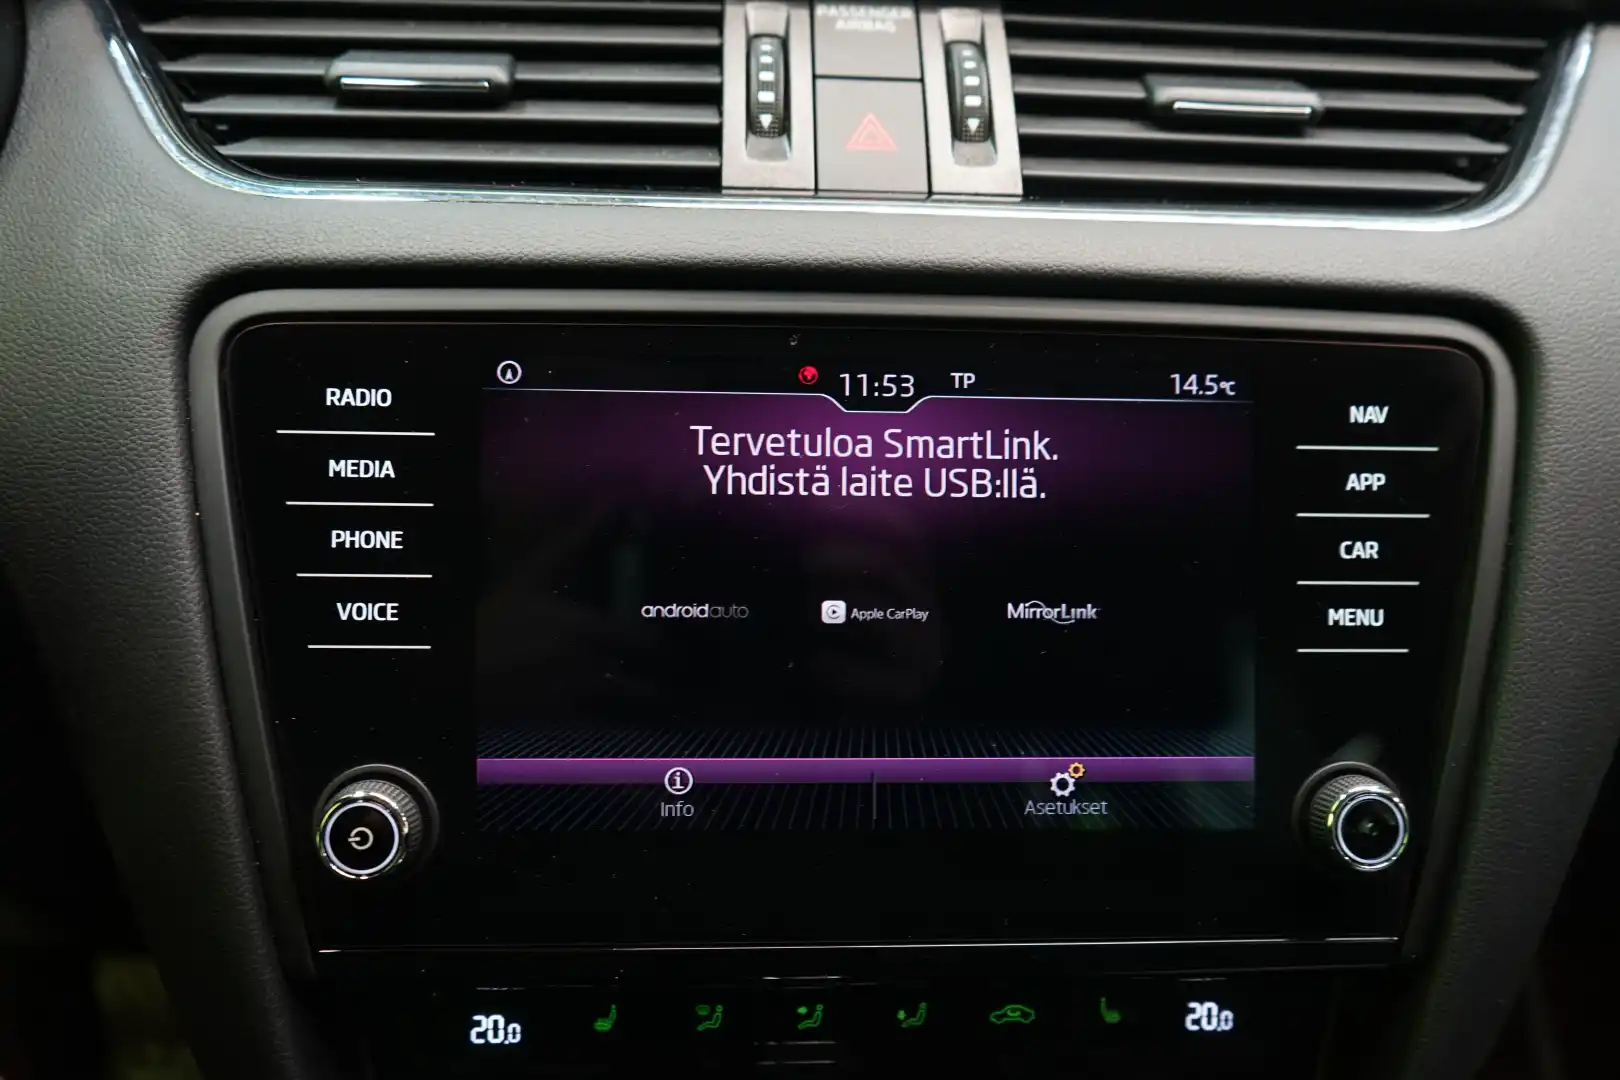 PASSENGER
AIRBAG
11:53 TP 14.5°C
Tervetuloa SmartLink.
Yhdistä laite USB:llä.
androidauto Apple CarPlay MirrorLink
Info Asetukset
RADIO
MEDIA
PHONE
VOICE
NAV
APP
CAR
MENU
20.0 20.0